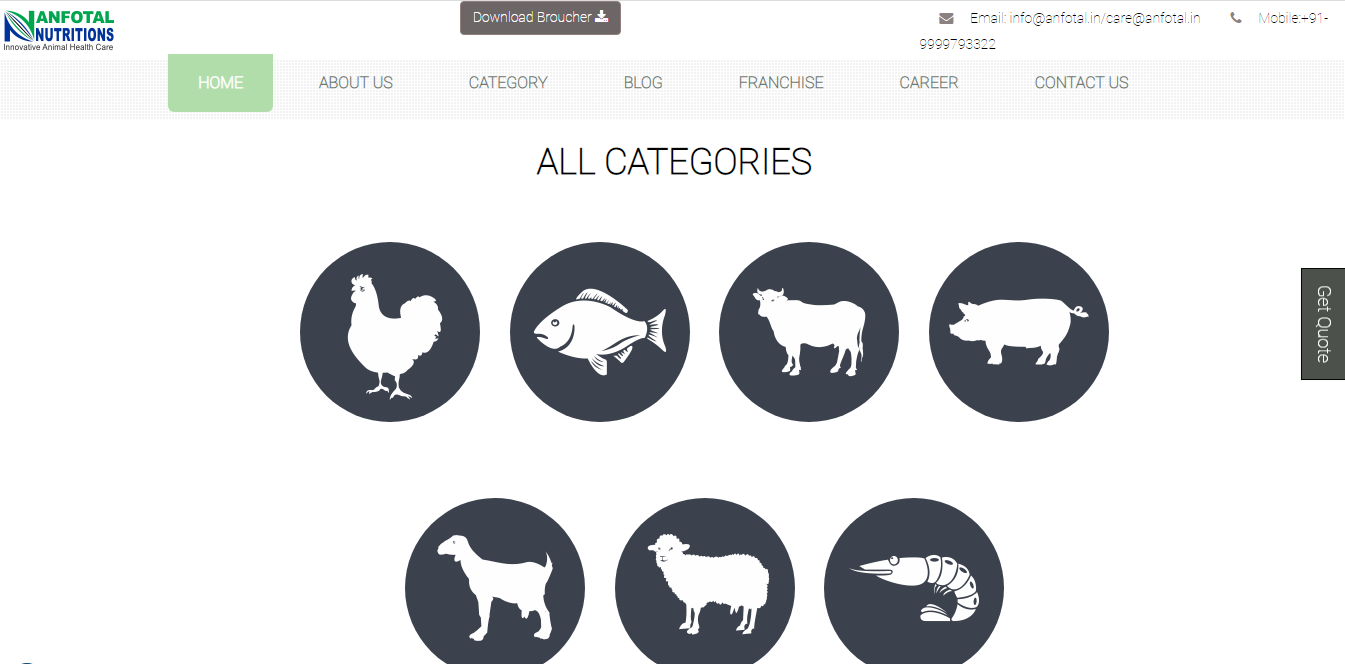 ANFOTAL
NUTRITIONS
Innovative Animal Health Care
Download Broucher
Email: info@anfotal.in/care@anfotal.in Mobile:+91-
9999793322
HOME ABOUT US CATEGORY BLOG FRANCHISE CAREER CONTACT US
ALL CATEGORIES
Get Quote